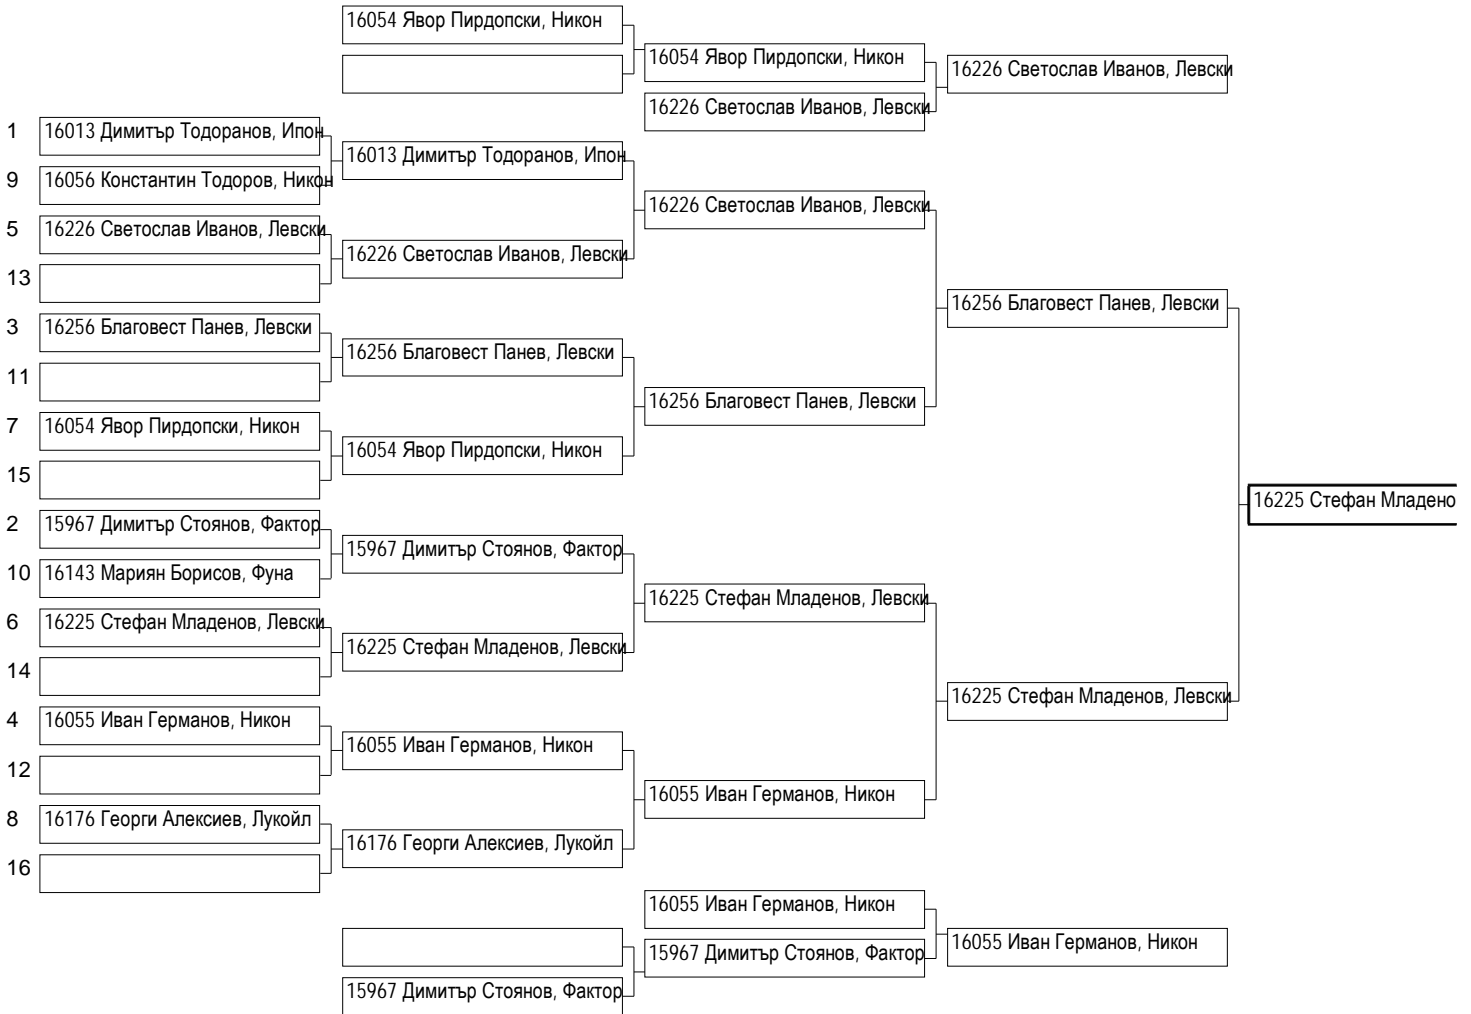 16054 Явор Пирдопски, Никон
16054 Явор Пирдопски, Никон
16226 Светослав Иванов, Левски
16226 Светослав Иванов, Левски
1 16013 Димитър Тодоранов, Ипон
16013 Димитър Тодоранов, Ипон
9 16056 Константин Тодоров, Никон
16226 Светослав Иванов, Левски
5 16226 Светослав Иванов, Левски
16226 Светослав Иванов, Левски
13
16256 Благовест Панев, Левски
3 16256 Благовест Панев, Левски
16256 Благовест Панев, Левски
11
16256 Благовест Панев, Левски
7 16054 Явор Пирдопски, Никон
16054 Явор Пирдопски, Никон
15
16225 Стефан Младено
2 15967 Димитър Стоянов, Фактор
15967 Димитър Стоянов, Фактор
10 16143 Мариян Борисов, Фуна
16225 Стефан Младенов, Левски
6 16225 Стефан Младенов, Левски
16225 Стефан Младенов, Левски
14
16225 Стефан Младенов, Левски
4 16055 Иван Германов, Никон
16055 Иван Германов, Никон
12
16055 Иван Германов, Никон
8 16176 Георги Алексиев, Лукойл
16176 Георги Алексиев, Лукойл
16
16055 Иван Германов, Никон
16055 Иван Германов, Никон
15967 Димитър Стоянов, Фактор
15967 Димитър Стоянов, Фактор